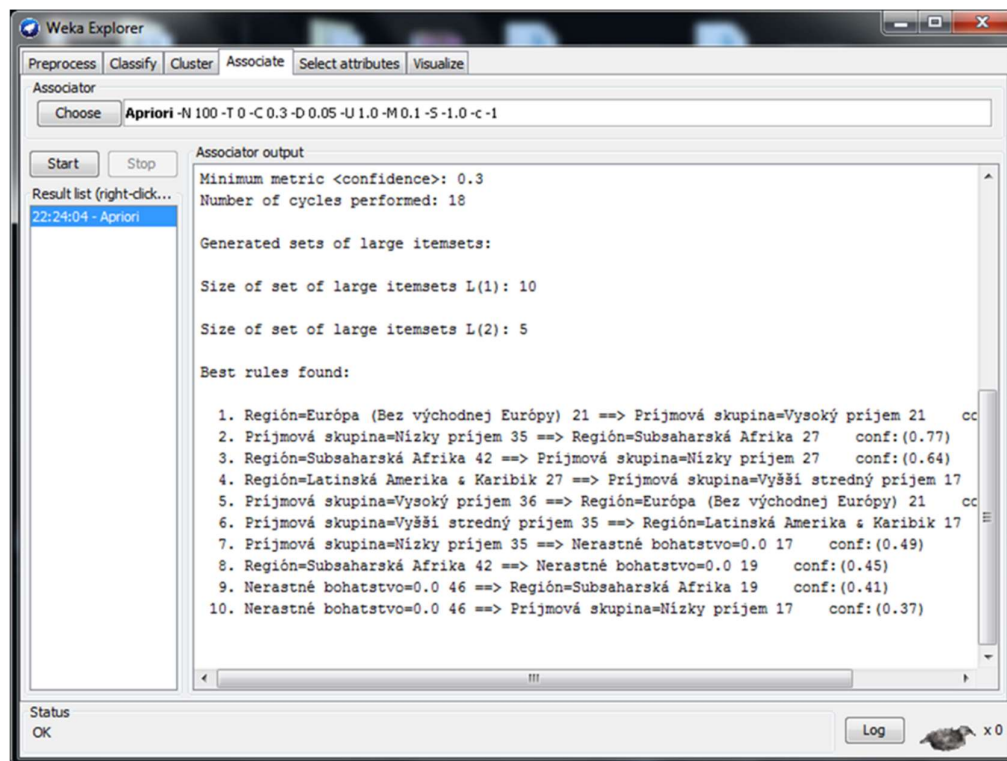 Weka Explorer
Preprocess Classify Cluster Associate Select attributes Visualize
Associator
Choose Apriori -N 100 -T 0 -C 0.3 -D 0.05 -U 1.0 -M 0.1 -S -1.0 -c -1
Start Stop
Result list (right-click...
22:24:04 - Apriori
Associator output
Minimum metric <confidence>: 0.3
Number of cycles performed: 18
Generated sets of large itemsets:
Size of set of large itemsets L(1): 10
Size of set of large itemsets L(2): 5
Best rules found:
1. Región=Európa (Bez východnej Európy) 21 ==> Príjmová skupina=Vysoký príjem 21 co
2. Príjmová skupina=Nízky príjem 35 ==> Región=Subsaharská Afrika 27 conf:(0.77)
3. Región=Subsaharská Afrika 42 ==> Príjmová skupina=Nízky príjem 27 conf:(0.64)
4. Región=Latinská Amerika & Karibik 27 ==> Príjmová skupina=Vyšší stredný príjem 17
5. Príjmová skupina=Vysoký príjem 36 ==> Región=Európa (Bez východnej Európy) 21 co
6. Príjmová skupina=Vyšší stredný príjem 35 ==> Región=Latinská Amerika & Karibik 17
7. Príjmová skupina=Nízky príjem 35 ==> Nerastné bohatstvo=0.0 17 conf:(0.49)
8. Región=Subsaharská Afrika 42 ==> Nerastné bohatstvo=0.0 19 conf:(0.45)
9. Nerastné bohatstvo=0.0 46 ==> Región=Subsaharská Afrika 19 conf:(0.41)
10. Nerastné bohatstvo=0.0 46 ==> Príjmová skupina=Nízky príjem 17 conf:(0.37)
Status
OK
Log
x 0